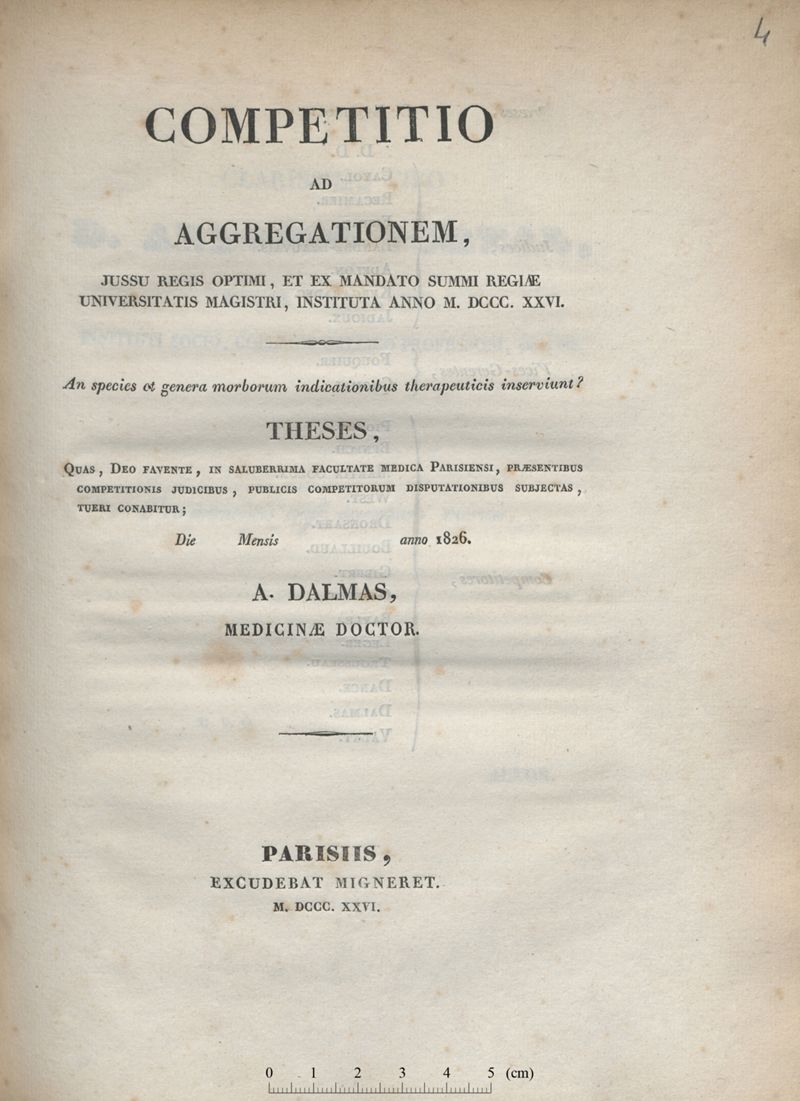 4
COMPETITIO
AD
AGGREGATIONEM,
JUSSU REGIS OPTIMI, ET EX MANDATO SUMMI REGIÆ
UNIVERSITATIS MAGISTRI, INSTITUTA ANNO M. DCCC. XXVI.
An species et genera morborum indicationibus therapeuticis inserviunt?
THESES,
QUAS, DEO FAVENTE, IN SALUBERRIMA FACULTATE MEDICA PARISIENSI, PRÆSENTIBUS
COMPETITIONIS JUDICIBUS, PUBLICIS COMPETITORUM DISPUTATIONIBUS SUBJECTAS,
TUERI CONABITUR;
Die Mensis anno 1826.
A. DALMAS,
MEDICINÆ DOCTOR.
PARISIIS,
EXCUDEBAT MIGNERET.
M. DCCC. XXVI.
0 1 2 3 4 5 (cm)